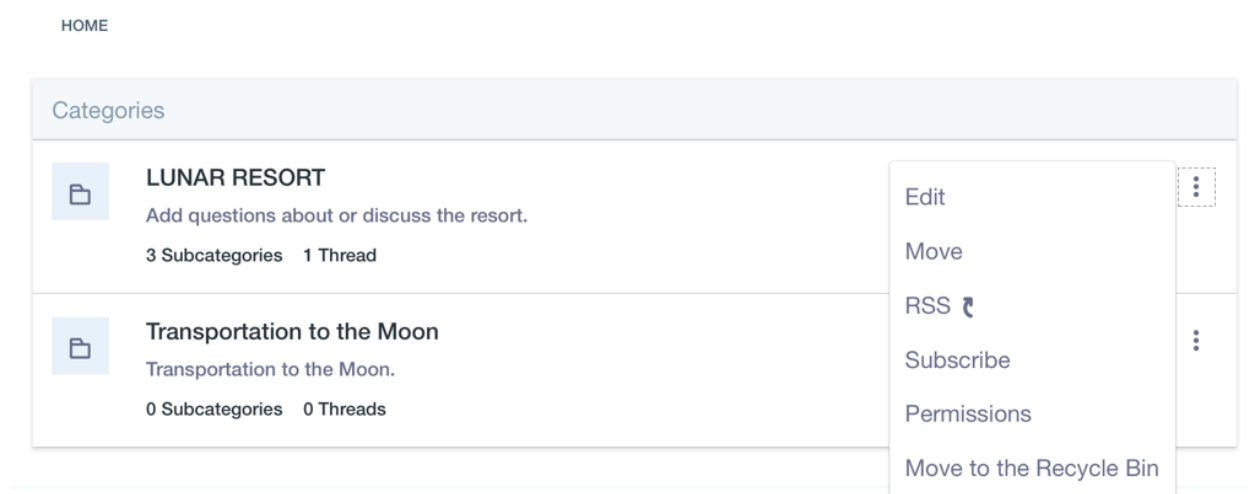 HOME
Categories
LUNAR RESORT
Add questions about or discuss the resort.
3 Subcategories 1 Thread
Transportation to the Moon
Transportation to the Moon.
0 Subcategories 0 Threads
Edit
Move
RSS
Subscribe
Permissions
Move to the Recycle Bin